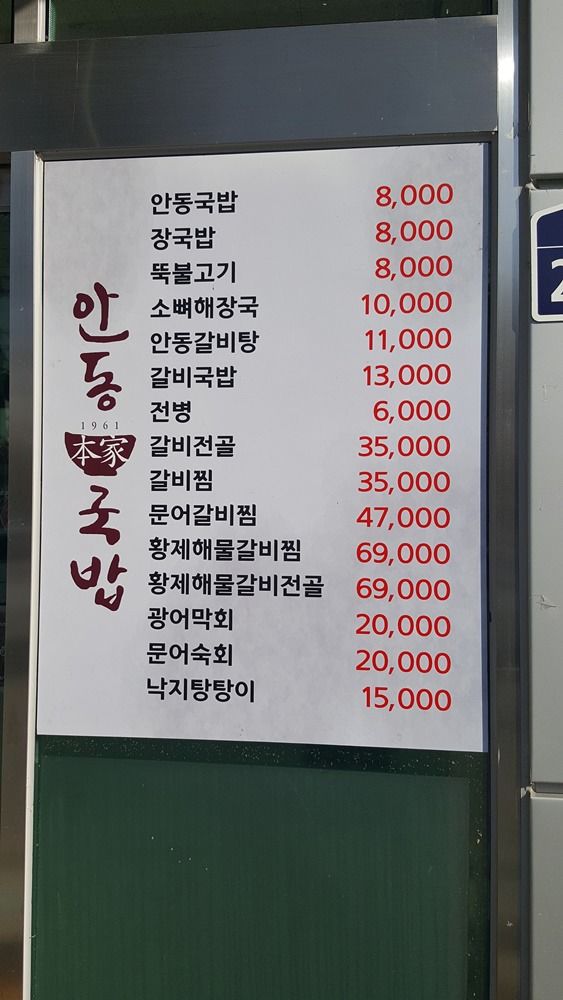 안동
1961
本家
국밥
안동국밥 8,000
장국밥 8,000
뚝불고기 8,000
소뼈해장국 10,000
안동갈비탕 11,000
갈비국밥 13,000
전병 6,000
갈비전골 35,000
갈비찜 35,000
문어갈비찜 47,000
황제해물갈비찜 69,000
황제해물갈비전골 69,000
광어막회 20,000
문어숙회 20,000
낙지탕탕이 15,000
2